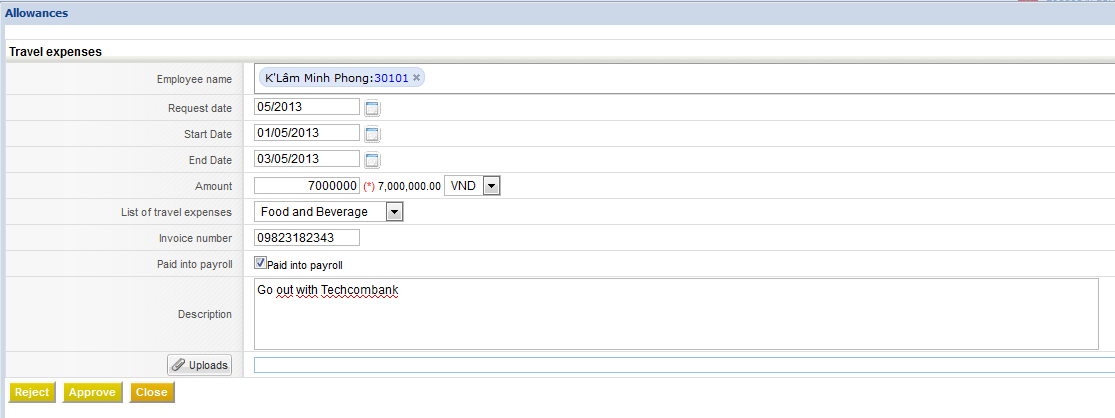 Allowances
Travel expenses
Employee name K'Lâm Minh Phong:30101 ×
Request date 05/2013
Start Date 01/05/2013
End Date 03/05/2013
Amount 7000000 (*) 7,000,000.00 VND
List of travel expenses Food and Beverage
Invoice number 09823182343
Paid into payroll Paid into payroll
Description Go out with Techcombank
Uploads
Reject Approve Close